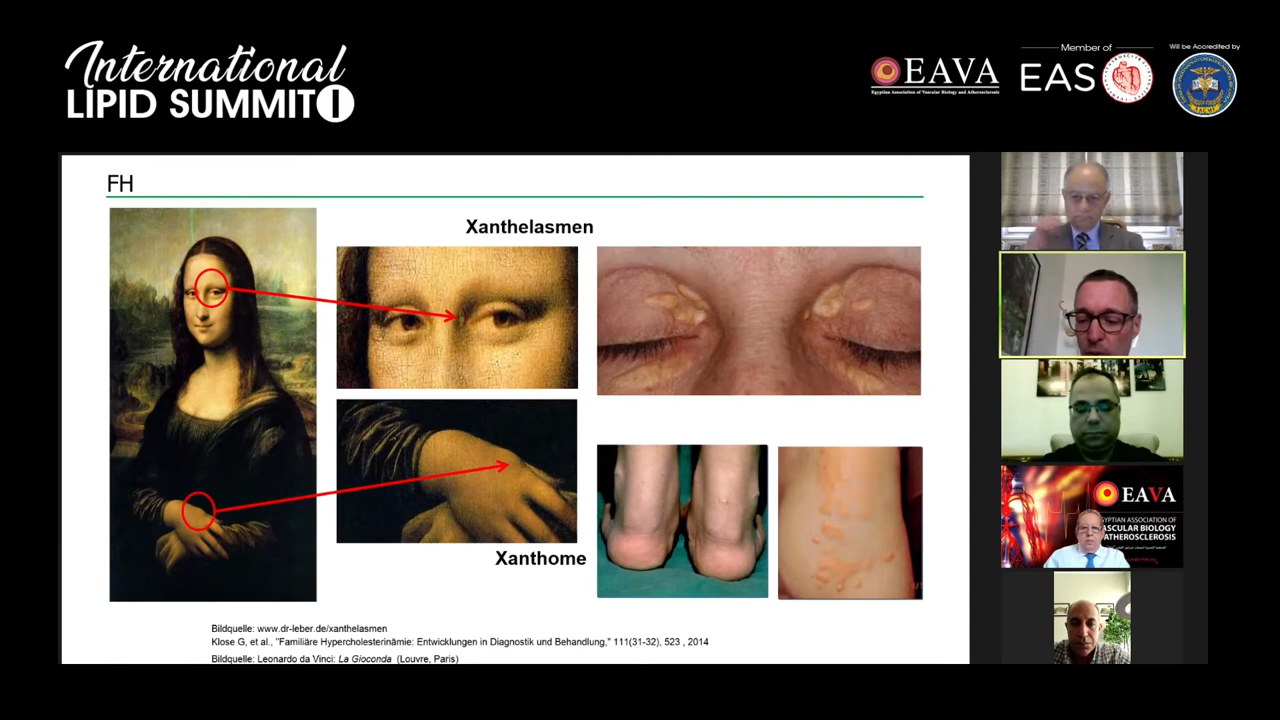 International
LIPID SUMMIT I
EAVA
Egyptian Association of Vascular Biology and Atherosclerosis
Member of
EAS
Will be Accredited by
FH
Xanthelasmen
Xanthome
Bildquelle: www.dr-leber.de/xanthelasmen
Klose G, et al., "Familiäre Hypercholesterinämie: Entwicklungen in Diagnostik und Behandlung," 111(31-32), 523 , 2014
Bildquelle: Leonardo da Vinci: La Gioconda (Louvre, Paris)
EAVA
EGYPTIAN ASSOCIATION OF
VASCULAR BIOLOGY
ATHEROSCLEROSIS